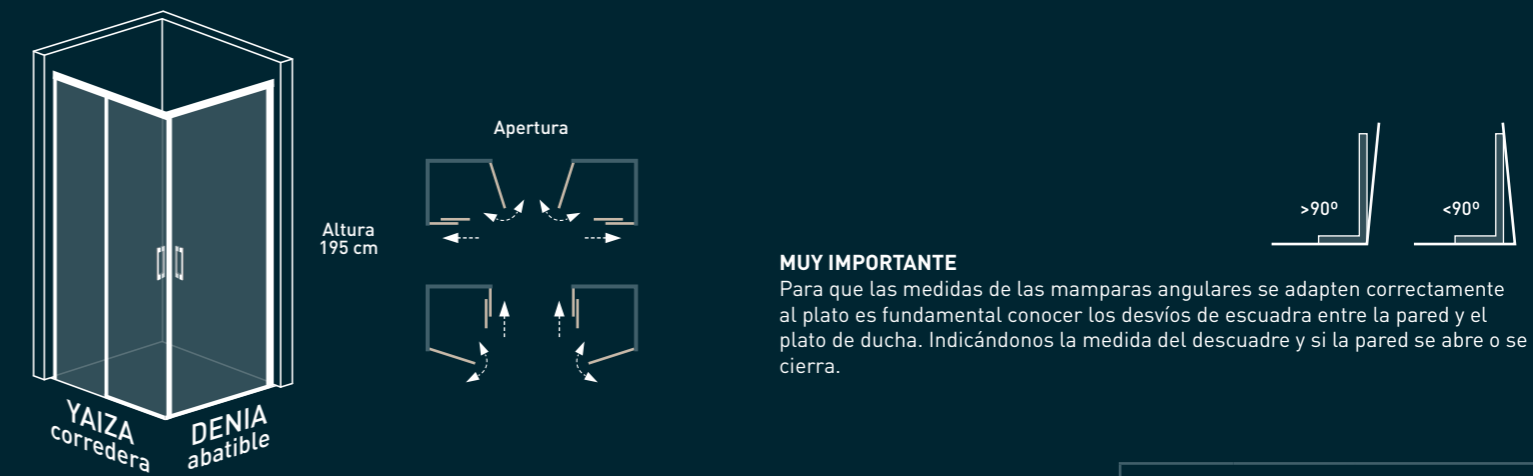 Apertura
Altura
195 cm
YAIZA
corredera
DENIA
abatible
>90º
<90º
MUY IMPORTANTE
Para que las medidas de las mamparas angulares se adapten correctamente
al plato es fundamental conocer los desvíos de escuadra entre la pared y el
plato de ducha. Indicándonos la medida del descuadre y si la pared se abre o se
cierra.